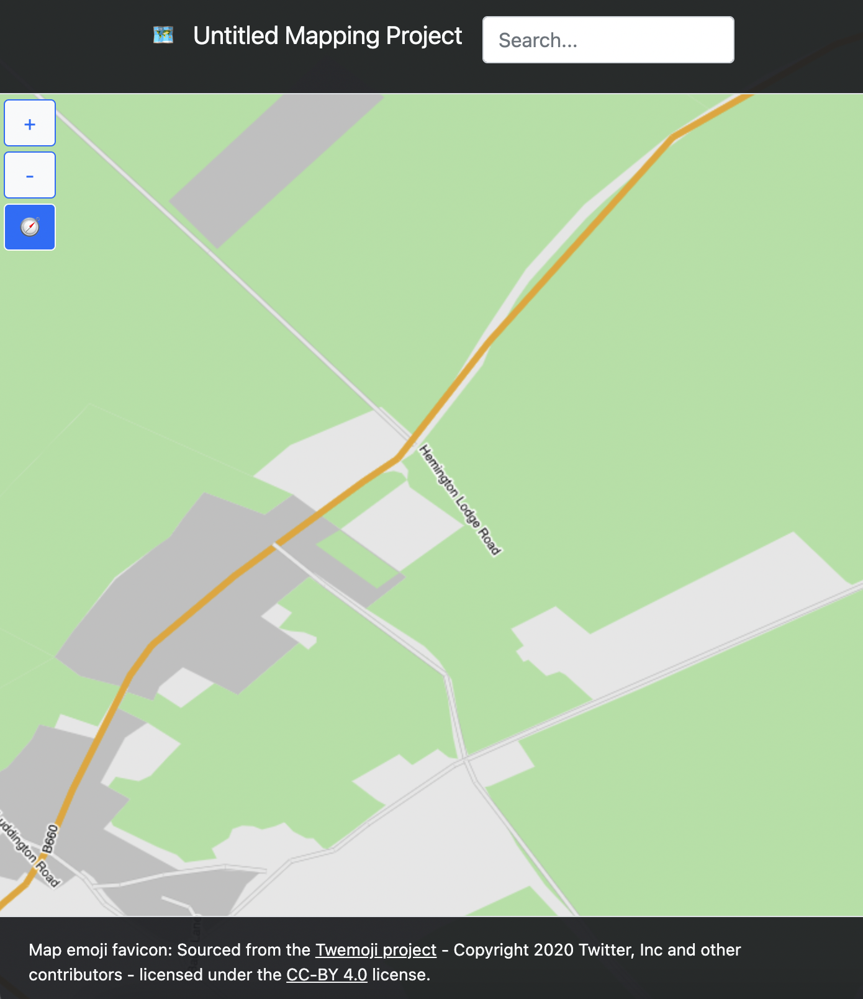 Untitled Mapping Project
Search...
+
-
Hemington Lodge Road
B660
uddington Road
Lane
Map emoji favicon: Sourced from the Twemoji project - Copyright 2020 Twitter, Inc and other
contributors - licensed under the CC-BY 4.0 license.